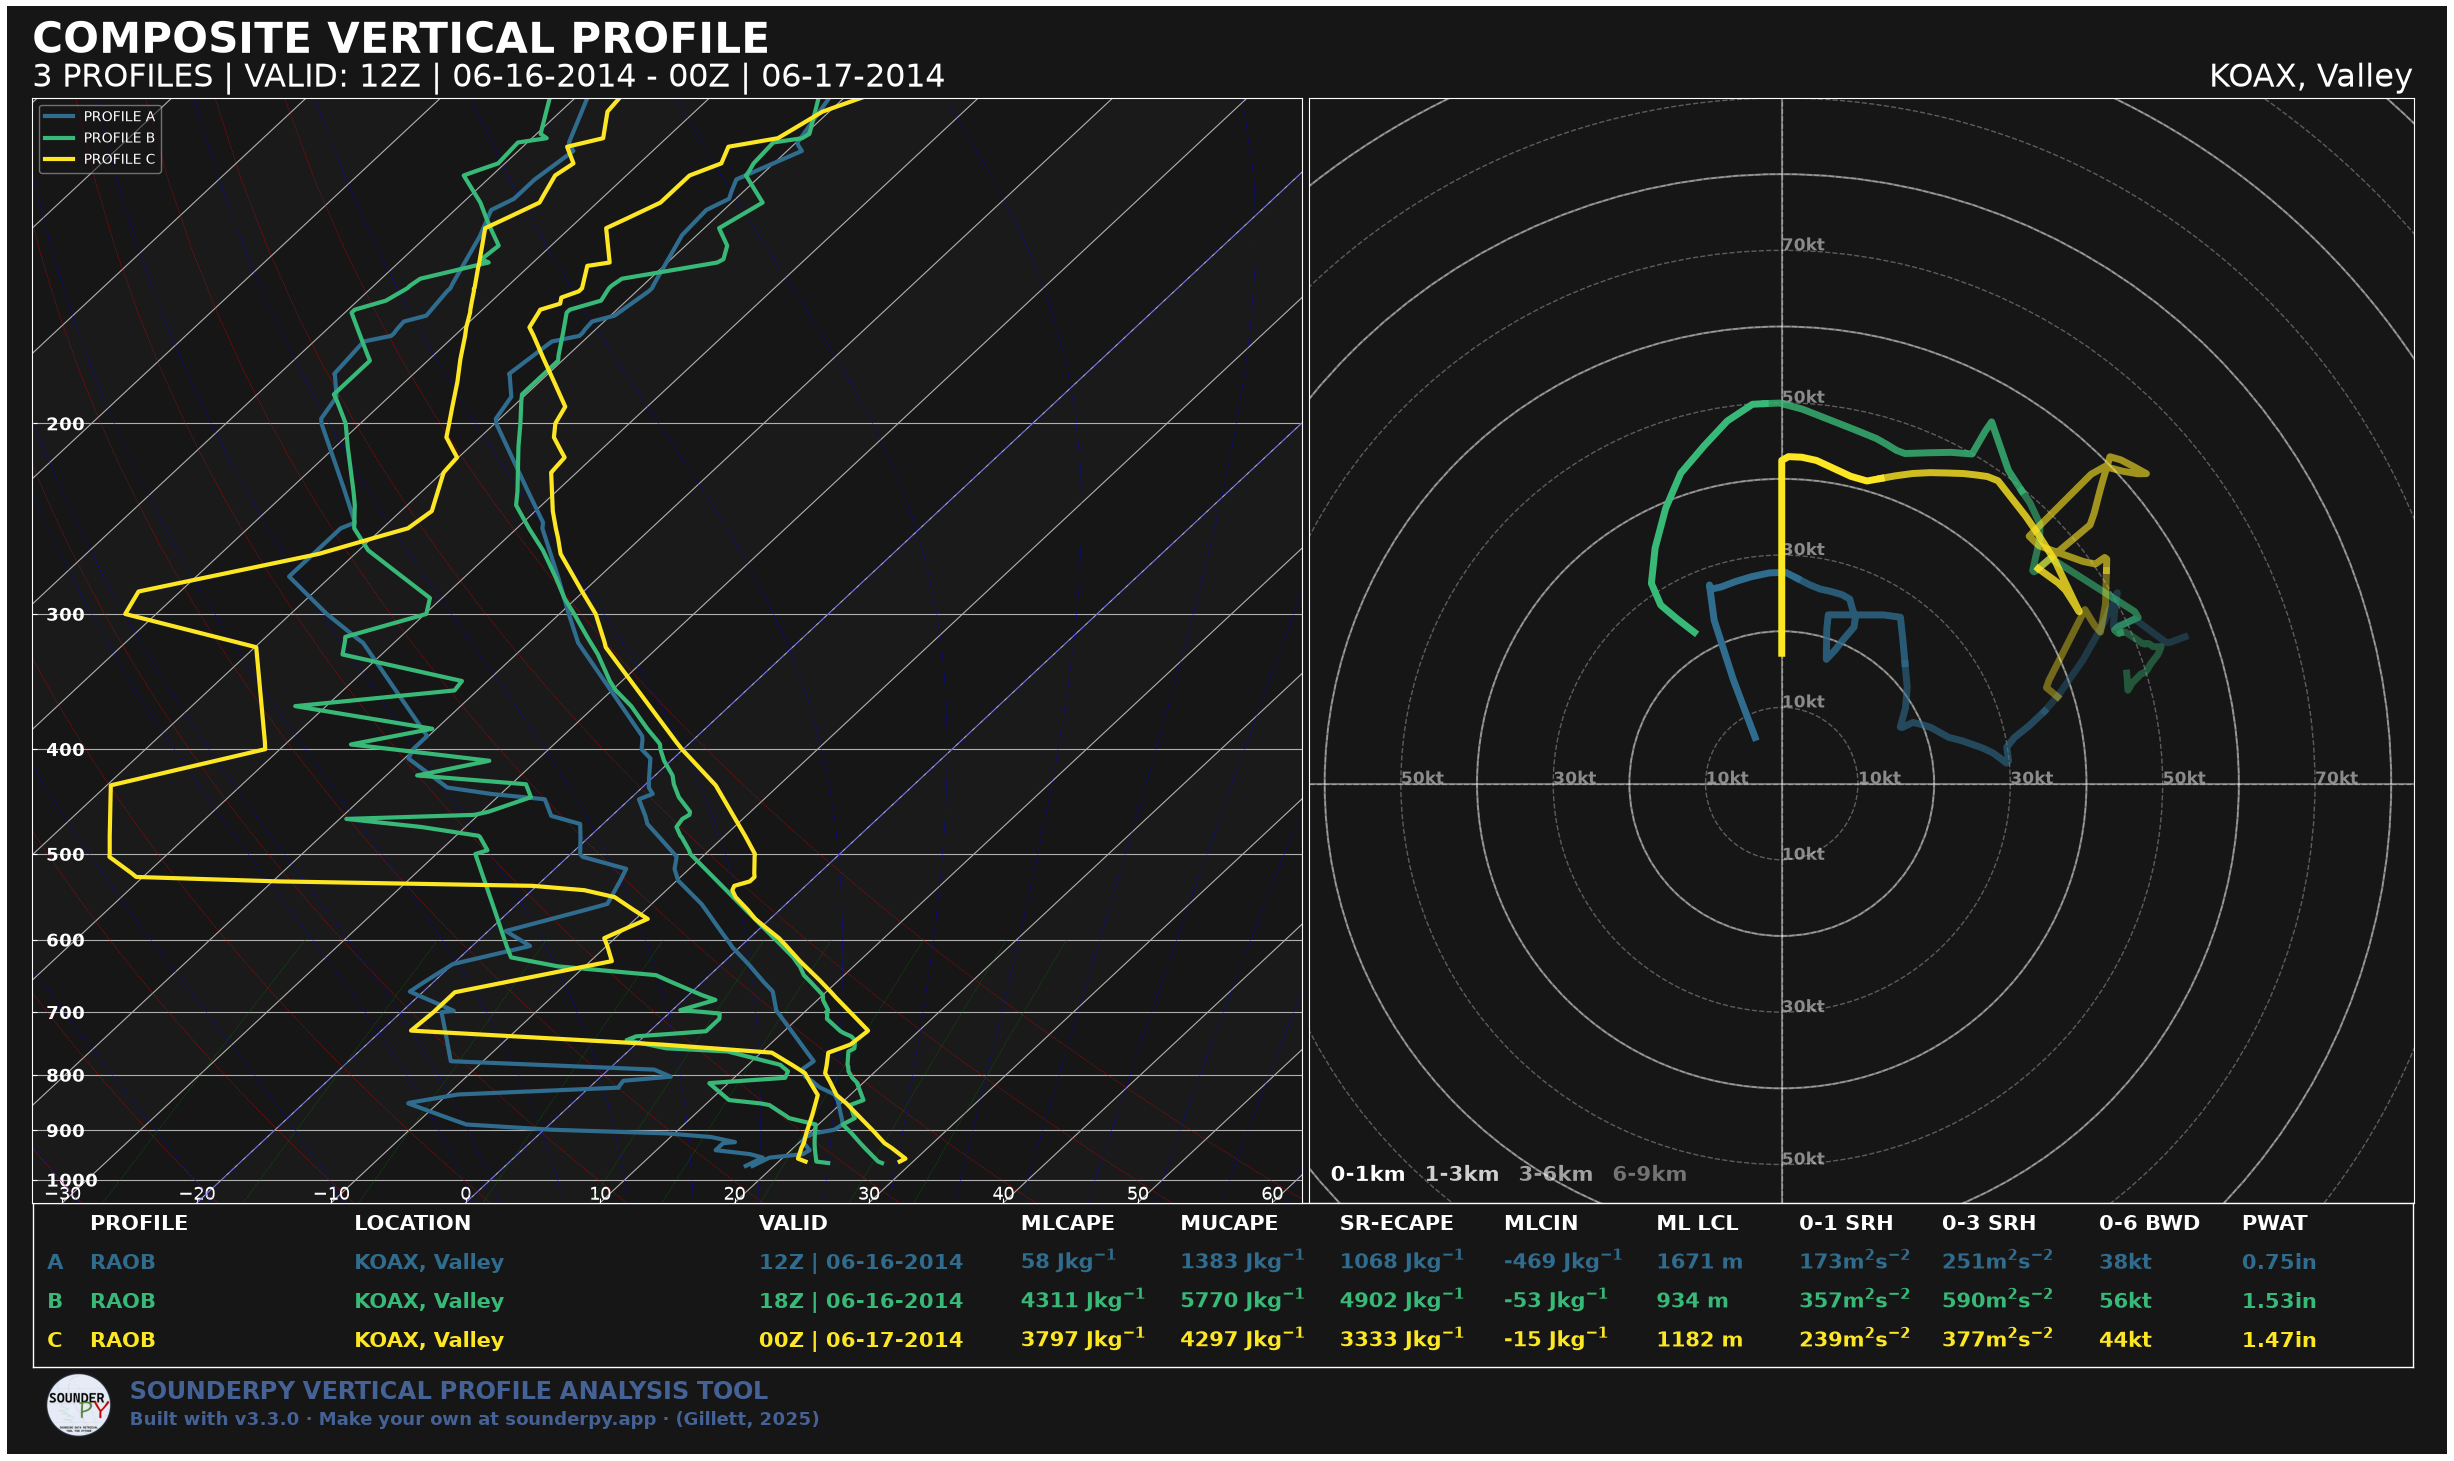 COMPOSITE VERTICAL PROFILE
3 PROFILES | VALID: 12Z | 06-16-2014 - 00Z | 06-17-2014
KOAX, Valley
PROFILE A
PROFILE B
PROFILE C
200
300
400
500
600
700
800
900
1000
−30 −20 −10 0 10 20 30 40 50 60
70kt
50kt
30kt
10kt
50kt 30kt 10kt 10kt 30kt 50kt 70kt
10kt
30kt
50kt
0-1km 1-3km 3-6km 6-9km
PROFILE LOCATION VALID MLCAPE MUCAPE SR-ECAPE MLCIN ML LCL 0-1 SRH 0-3 SRH 0-6 BWD PWAT
A RAOB KOAX, Valley 12Z | 06-16-2014 58 Jkg⁻¹ 1383 Jkg⁻¹ 1068 Jkg⁻¹ -469 Jkg⁻¹ 1671 m 173m²s⁻² 251m²s⁻² 38kt 0.75in
B RAOB KOAX, Valley 18Z | 06-16-2014 4311 Jkg⁻¹ 5770 Jkg⁻¹ 4902 Jkg⁻¹ -53 Jkg⁻¹ 934 m 357m²s⁻² 590m²s⁻² 56kt 1.53in
C RAOB KOAX, Valley 00Z | 06-17-2014 3797 Jkg⁻¹ 4297 Jkg⁻¹ 3333 Jkg⁻¹ -15 Jkg⁻¹ 1182 m 239m²s⁻² 377m²s⁻² 44kt 1.47in
SOUNDER
PY
SOUNDERPY VERTICAL PROFILE ANALYSIS TOOL
Built with v3.3.0 · Make your own at sounderpy.app · (Gillett, 2025)